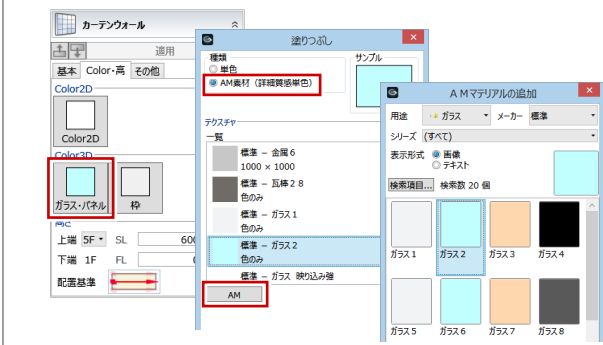 カーテンウォール
適用
基本 Color・高 その他
Color2D
Color2D
Color3D
ガラス・パネル 枠
高さ
上端 5F SL 600
下端 1F FL
配置基準
塗りつぶし
種類
単色
AM素材(詳細質感単色)
サンプル
テクスチャ
一覧
標準 - 金属6
1000 × 1000
標準 - 瓦棒28
色のみ
標準 - ガラス1
色のみ
標準 - ガラス2
色のみ
標準 - ガラス 映り込み強
AM
AMマテリアルの追加
用途 ガラス メーカー 標準
シリーズ (すべて)
表示形式 画像
テキスト
検索項目... 検索数 20 個
ガラス1 ガラス2 ガラス3 ガラス4
ガラス5 ガラス6 ガラス7 ガラス8